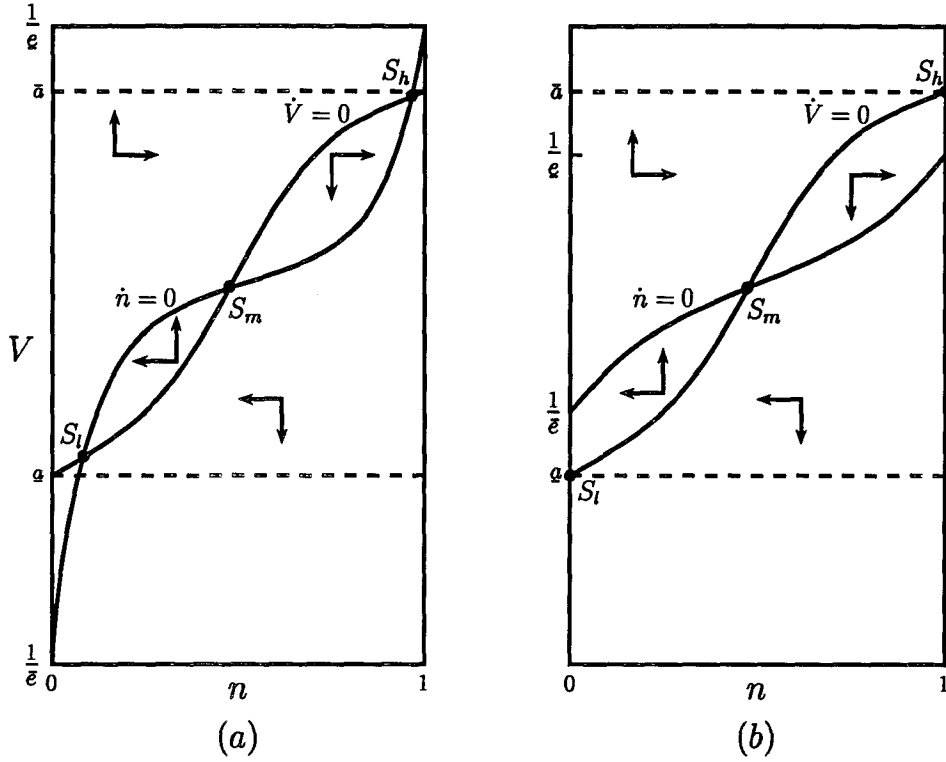 1/e̲
ā
S_h
V̇ = 0
ṅ = 0
S_m
V
S_l
a̲
1/ē
0
n
1
(a)
S_h
ā
V̇ = 0
1/e̲
ṅ = 0
S_m
1/ē
a̲
S_l
0
n
1
(b)